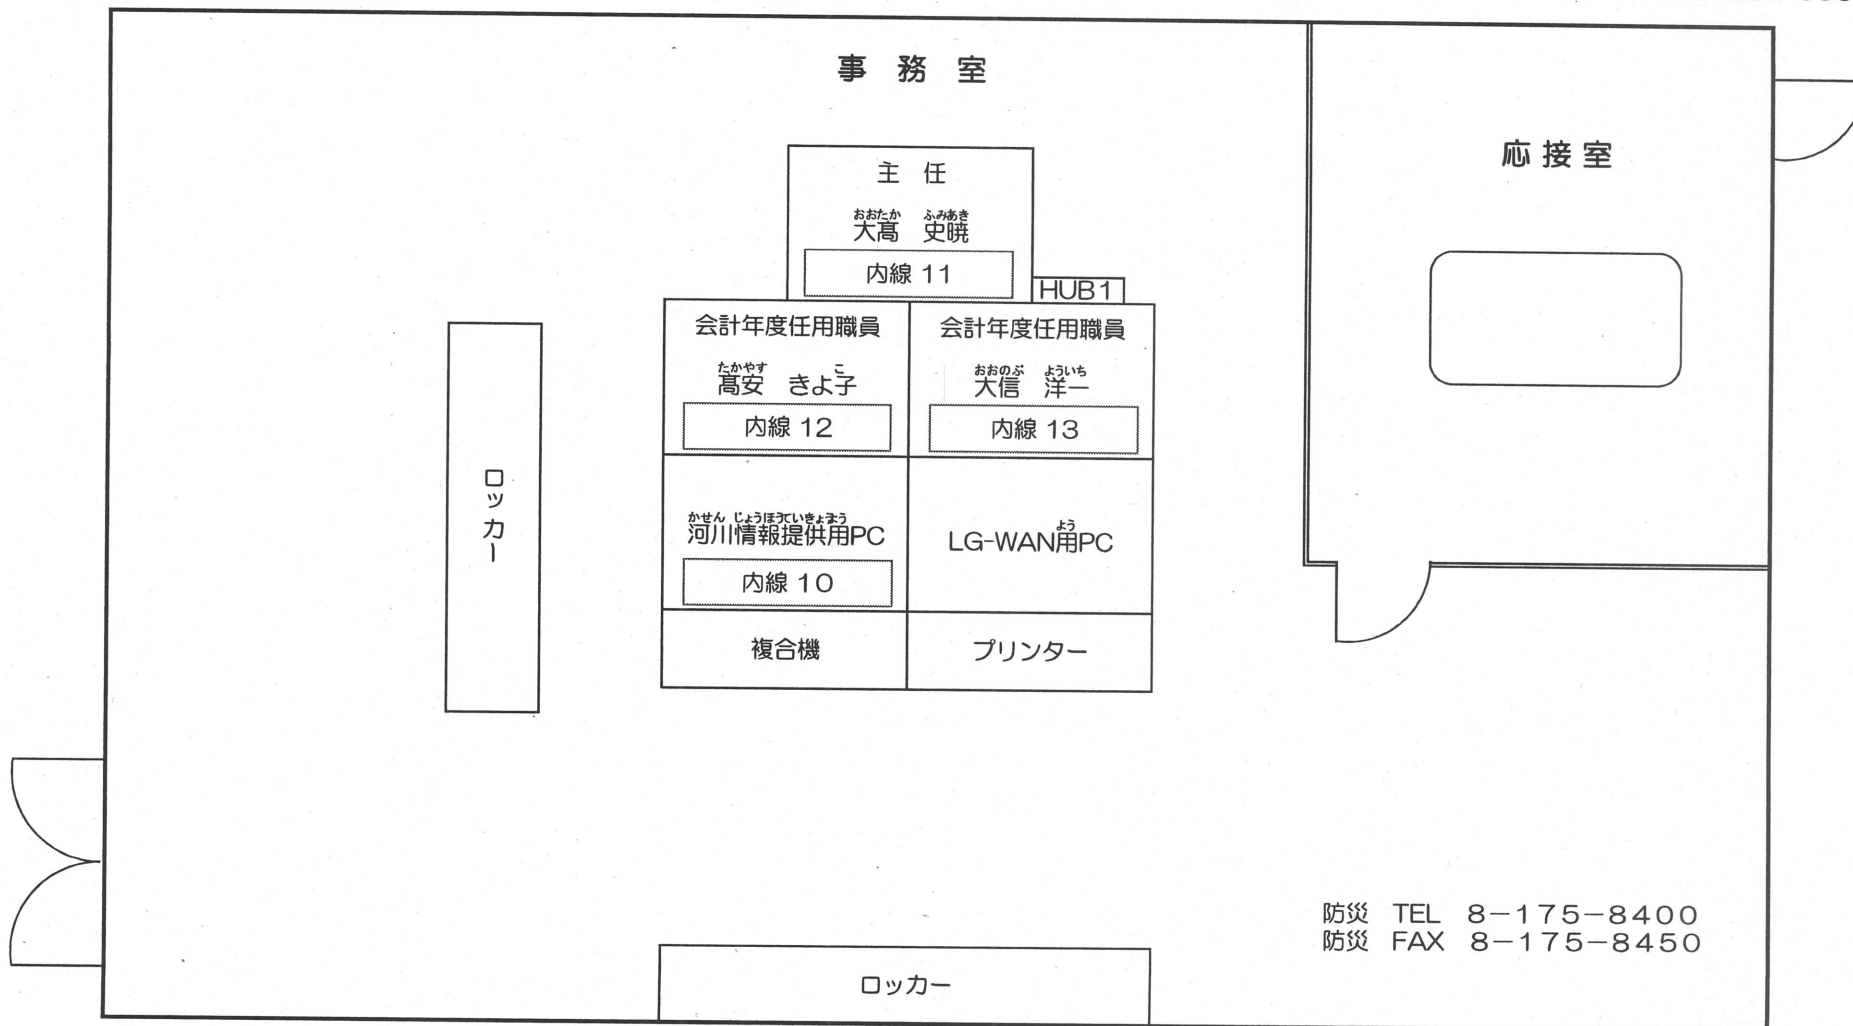 事 務 室
応 接 室
主 任
おおたか ふみあき
大髙 史暁
内線 11
HUB1
会計年度任用職員
たかやす こ
髙安 きよ子
内線 12
会計年度任用職員
おおのぶ よういち
大信 洋一
内線 13
ロッカー
かせん じょうほうていきょうよう
河川情報提供用PC
内線 10
よう
LG-WAN用PC
複合機
プリンター
防災 TEL 8-175-8400
防災 FAX 8-175-8450
ロッカー